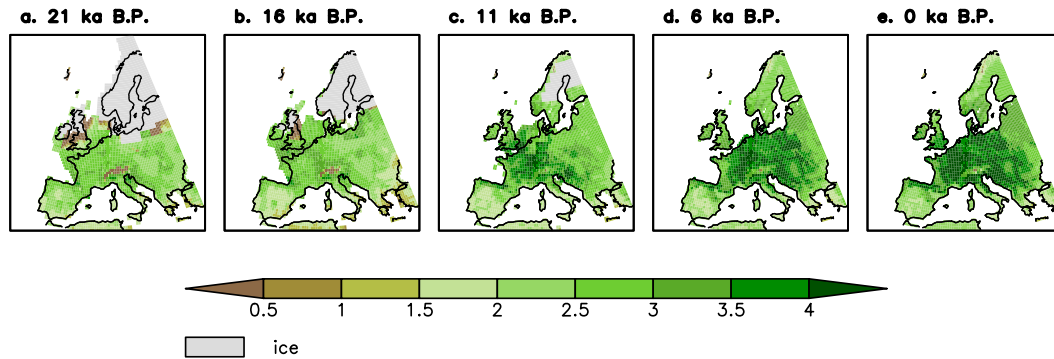 a. 21 ka B.P. b. 16 ka B.P. c. 11 ka B.P. d. 6 ka B.P. e. 0 ka B.P.
0.5 1 1.5 2 2.5 3 3.5 4
ice